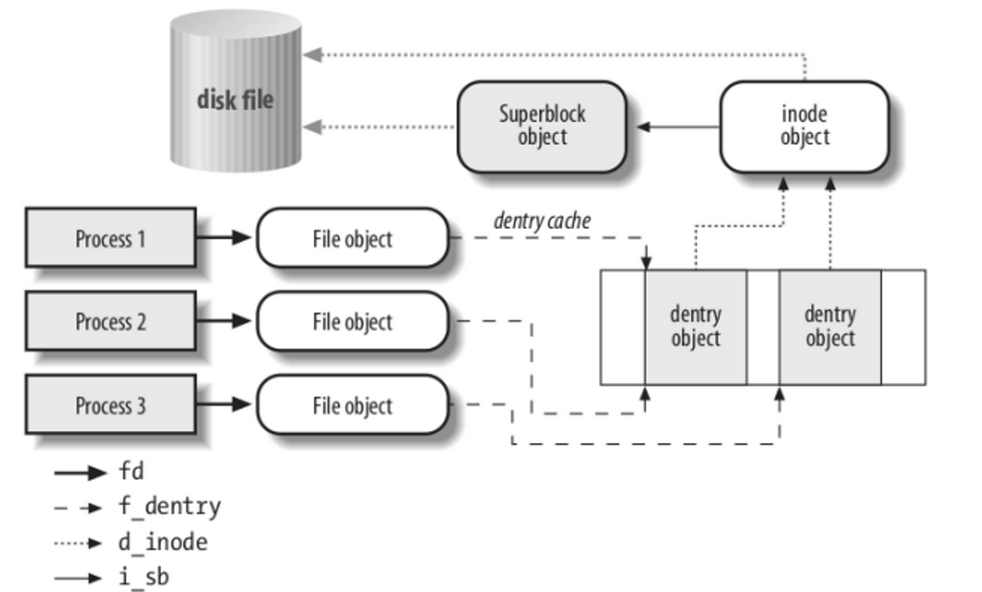 disk file
Superblock
object
inode
object
Process 1
File object
dentry cache
Process 2
File object
dentry
object
dentry
object
Process 3
File object
fd
f_dentry
d_inode
i_sb